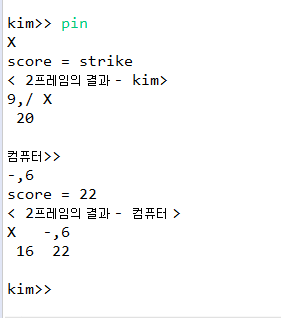 kim>> pin
X
score = strike
< 2프레임의 결과 - kim>
9,/ X
20
컴퓨터>>
-,6
score = 22
< 2프레임의 결과 - 컴퓨터 >
X -,6
16 22
kim>>